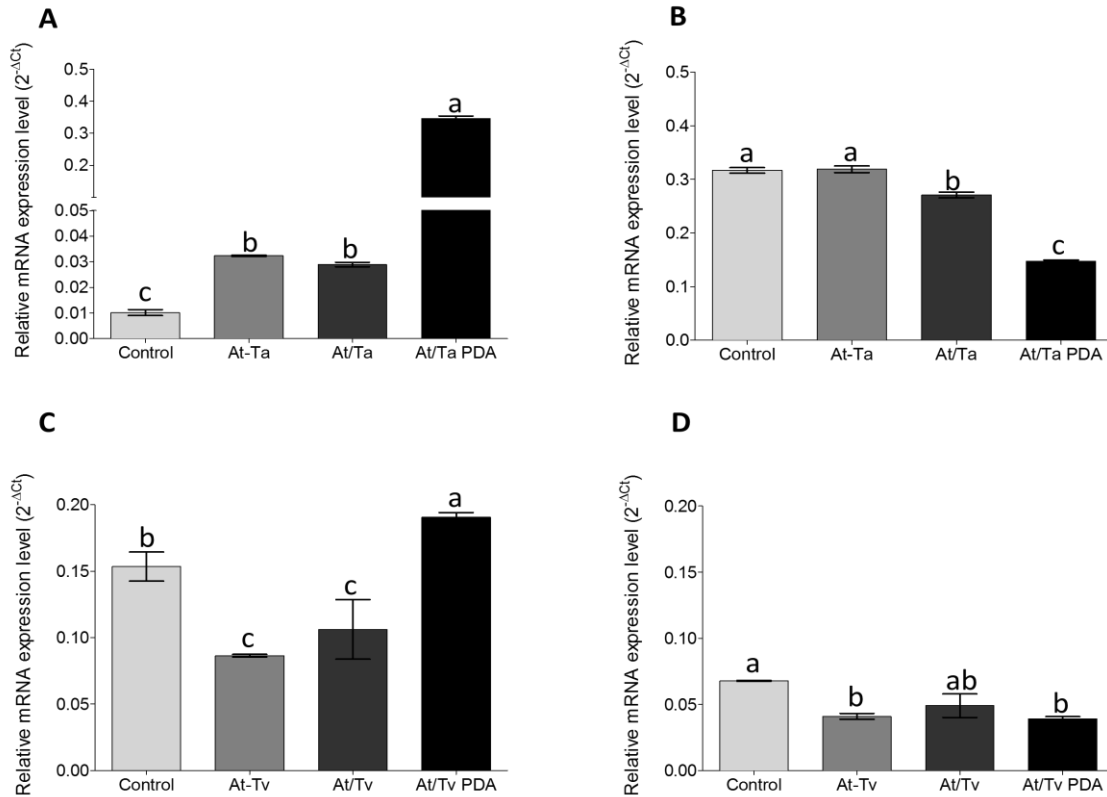 A
Relative mRNA expression level (2^-ΔCt)
0.5
0.4
0.3
0.2
0.05
0.04
0.03
0.02
0.01
0.00
c
b
b
a
Control At-Ta At/Ta At/Ta PDA
B
Relative mRNA expression level (2^-ΔCt)
0.5
0.4
0.3
0.2
0.1
0.0
a
a
b
c
Control At-Ta At/Ta At/Ta PDA
C
Relative mRNA expression level (2^-ΔCt)
0.20
0.15
0.10
0.05
0.00
b
c
c
a
Control At-Tv At/Tv At/Tv PDA
D
Relative mRNA expression level (2^-ΔCt)
0.20
0.15
0.10
0.05
0.00
a
b
ab
b
Control At-Tv At/Tv At/Tv PDA